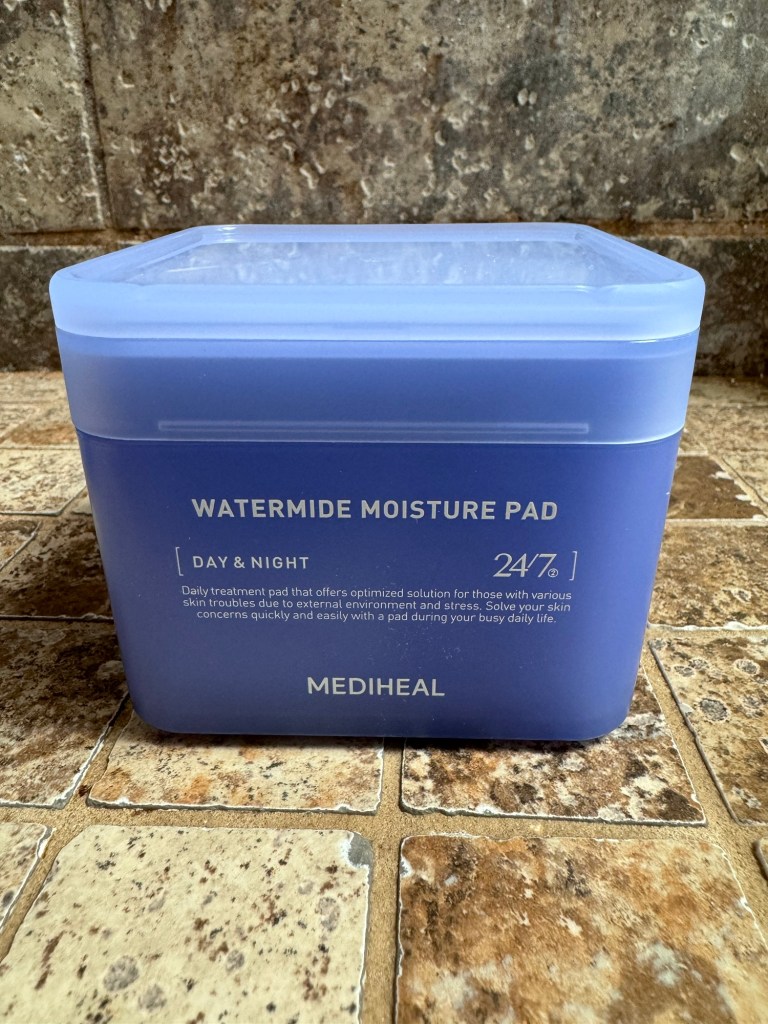 WATERMIDE MOISTURE PAD
[ DAY & NIGHT 24/7② ]
Daily treatment pad that offers optimized solution for those with various
skin troubles due to external environment and stress. Solve your skin
concerns quickly and easily with a pad during your busy daily life.
MEDIHEAL